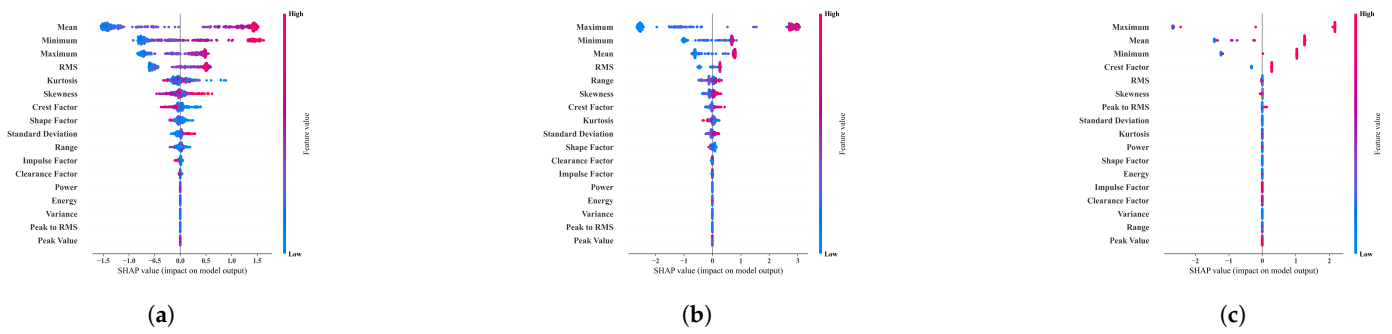 High
Mean
Minimum
Maximum
RMS
Kurtosis
Skewness
Crest Factor
Shape Factor
Standard Deviation
Range
Impulse Factor
Clearance Factor
Power
Energy
Variance
Peak to RMS
Peak Value
Feature value
Low
−1.5 −1.0 −0.5 0.0 0.5 1.0 1.5
SHAP value (impact on model output)
(a)
High
Maximum
Minimum
Mean
RMS
Range
Skewness
Crest Factor
Kurtosis
Standard Deviation
Shape Factor
Clearance Factor
Impulse Factor
Power
Energy
Variance
Peak to RMS
Peak Value
Feature value
Low
−2 −1 0 1 2 3
SHAP value (impact on model output)
(b)
High
Maximum
Mean
Minimum
Crest Factor
RMS
Skewness
Peak to RMS
Standard Deviation
Kurtosis
Power
Shape Factor
Energy
Impulse Factor
Clearance Factor
Variance
Range
Peak Value
Feature value
Low
−2 −1 0 1 2
SHAP value (impact on model output)
(c)